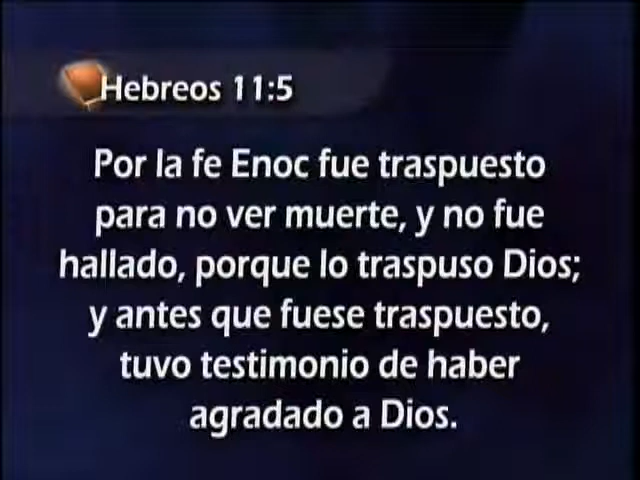 Hebreos 11:5
Por la fe Enoc fue traspuesto
para no ver muerte, y no fue
hallado, porque lo traspuso Dios;
y antes que fuese traspuesto,
tuvo testimonio de haber
agradado a Dios.